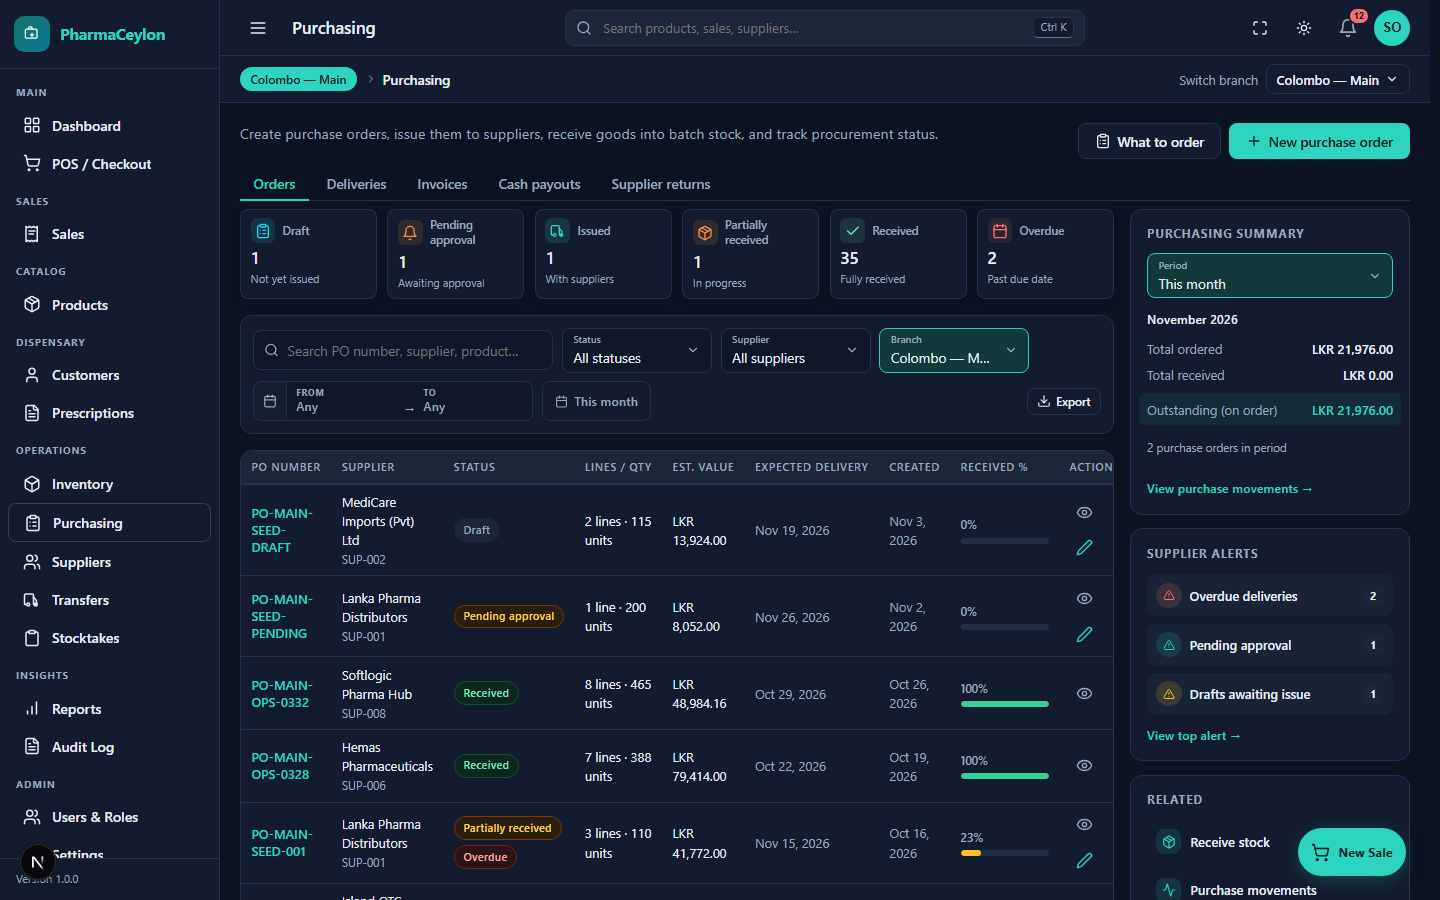 PharmaCeylon
Purchasing
Search products, sales, suppliers...
Ctrl K
12
SO
MAIN
Dashboard
POS / Checkout
SALES
Sales
CATALOG
Products
DISPENSARY
Customers
Prescriptions
OPERATIONS
Inventory
Purchasing
Suppliers
Transfers
Stocktakes
INSIGHTS
Reports
Audit Log
ADMIN
Users & Roles
Settings
N
Version 1.0.0
Colombo — Main
Purchasing
Switch branch
Colombo — Main
Create purchase orders, issue them to suppliers, receive goods into batch stock, and track procurement status.
What to order
New purchase order
Orders
Deliveries
Invoices
Cash payouts
Supplier returns
Draft
1
Not yet issued
Pending
approval
1
Awaiting approval
Issued
1
With suppliers
Partially
received
1
In progress
Received
35
Fully received
Overdue
2
Past due date
Search PO number, supplier, product...
Status
All statuses
Supplier
All suppliers
Branch
Colombo — M...
FROM
Any
→
TO
Any
This month
Export
PO NUMBER SUPPLIER STATUS LINES / QTY EST. VALUE EXPECTED DELIVERY CREATED RECEIVED % ACTION
PO-MAIN-
SEED-
DRAFT
MediCare
Imports (Pvt)
Ltd
SUP-002
Draft
2 lines · 115
units
LKR
13,924.00
Nov 19, 2026
Nov 3,
2026
0%
PO-MAIN-
SEED-
PENDING
Lanka Pharma
Distributors
SUP-001
Pending approval
1 line · 200
units
LKR
8,052.00
Nov 26, 2026
Nov 2,
2026
0%
PO-MAIN-
OPS-0332
Softlogic
Pharma Hub
SUP-008
Received
8 lines · 465
units
LKR
48,984.16
Oct 29, 2026
Oct 26,
2026
100%
PO-MAIN-
OPS-0328
Hemas
Pharmaceuticals
SUP-006
Received
7 lines · 388
units
LKR
79,414.00
Oct 22, 2026
Oct 19,
2026
100%
PO-MAIN-
SEED-001
Lanka Pharma
Distributors
SUP-001
Partially received
Overdue
3 lines · 110
units
LKR
41,772.00
Nov 15, 2026
Oct 16,
2026
23%
Island OTC
PURCHASING SUMMARY
Period
This month
November 2026
Total ordered LKR 21,976.00
Total received LKR 0.00
Outstanding (on order) LKR 21,976.00
2 purchase orders in period
View purchase movements →
SUPPLIER ALERTS
Overdue deliveries 2
Pending approval 1
Drafts awaiting issue 1
View top alert →
RELATED
Receive stock
Purchase movements
New Sale